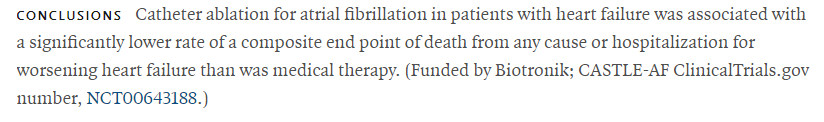 CONCLUSIONS Catheter ablation for atrial fibrillation in patients with heart failure was associated with
a significantly lower rate of a composite end point of death from any cause or hospitalization for
worsening heart failure than was medical therapy. (Funded by Biotronik; CASTLE-AF ClinicalTrials.gov
number, NCT00643188.)